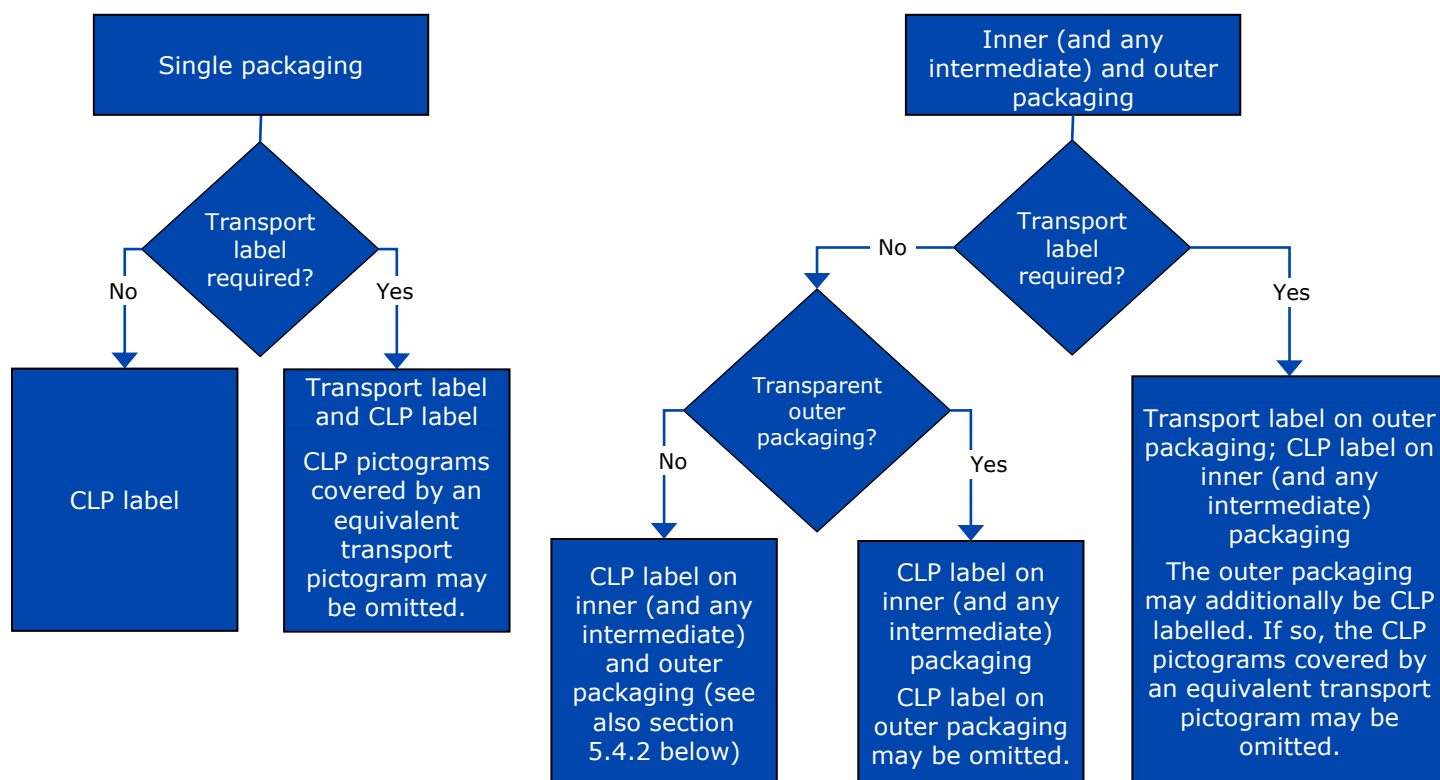 Single packaging
Transport
label
required?
No
Yes
CLP label
Transport label
and CLP label
CLP pictograms
covered by an
equivalent
transport
pictogram may
be omitted.
Inner (and any
intermediate) and outer
packaging
Transport
label
required?
No
Yes
Transparent
outer
packaging?
No
Yes
CLP label on
inner (and any
intermediate)
and outer
packaging (see
also section
5.4.2 below)
CLP label on
inner (and any
intermediate)
packaging
CLP label on
outer packaging
may be omitted.
Transport label on outer
packaging; CLP label on
inner (and any
intermediate)
packaging
The outer packaging
may additionally be CLP
labelled. If so, the CLP
pictograms covered by
an equivalent transport
pictogram may be
omitted.